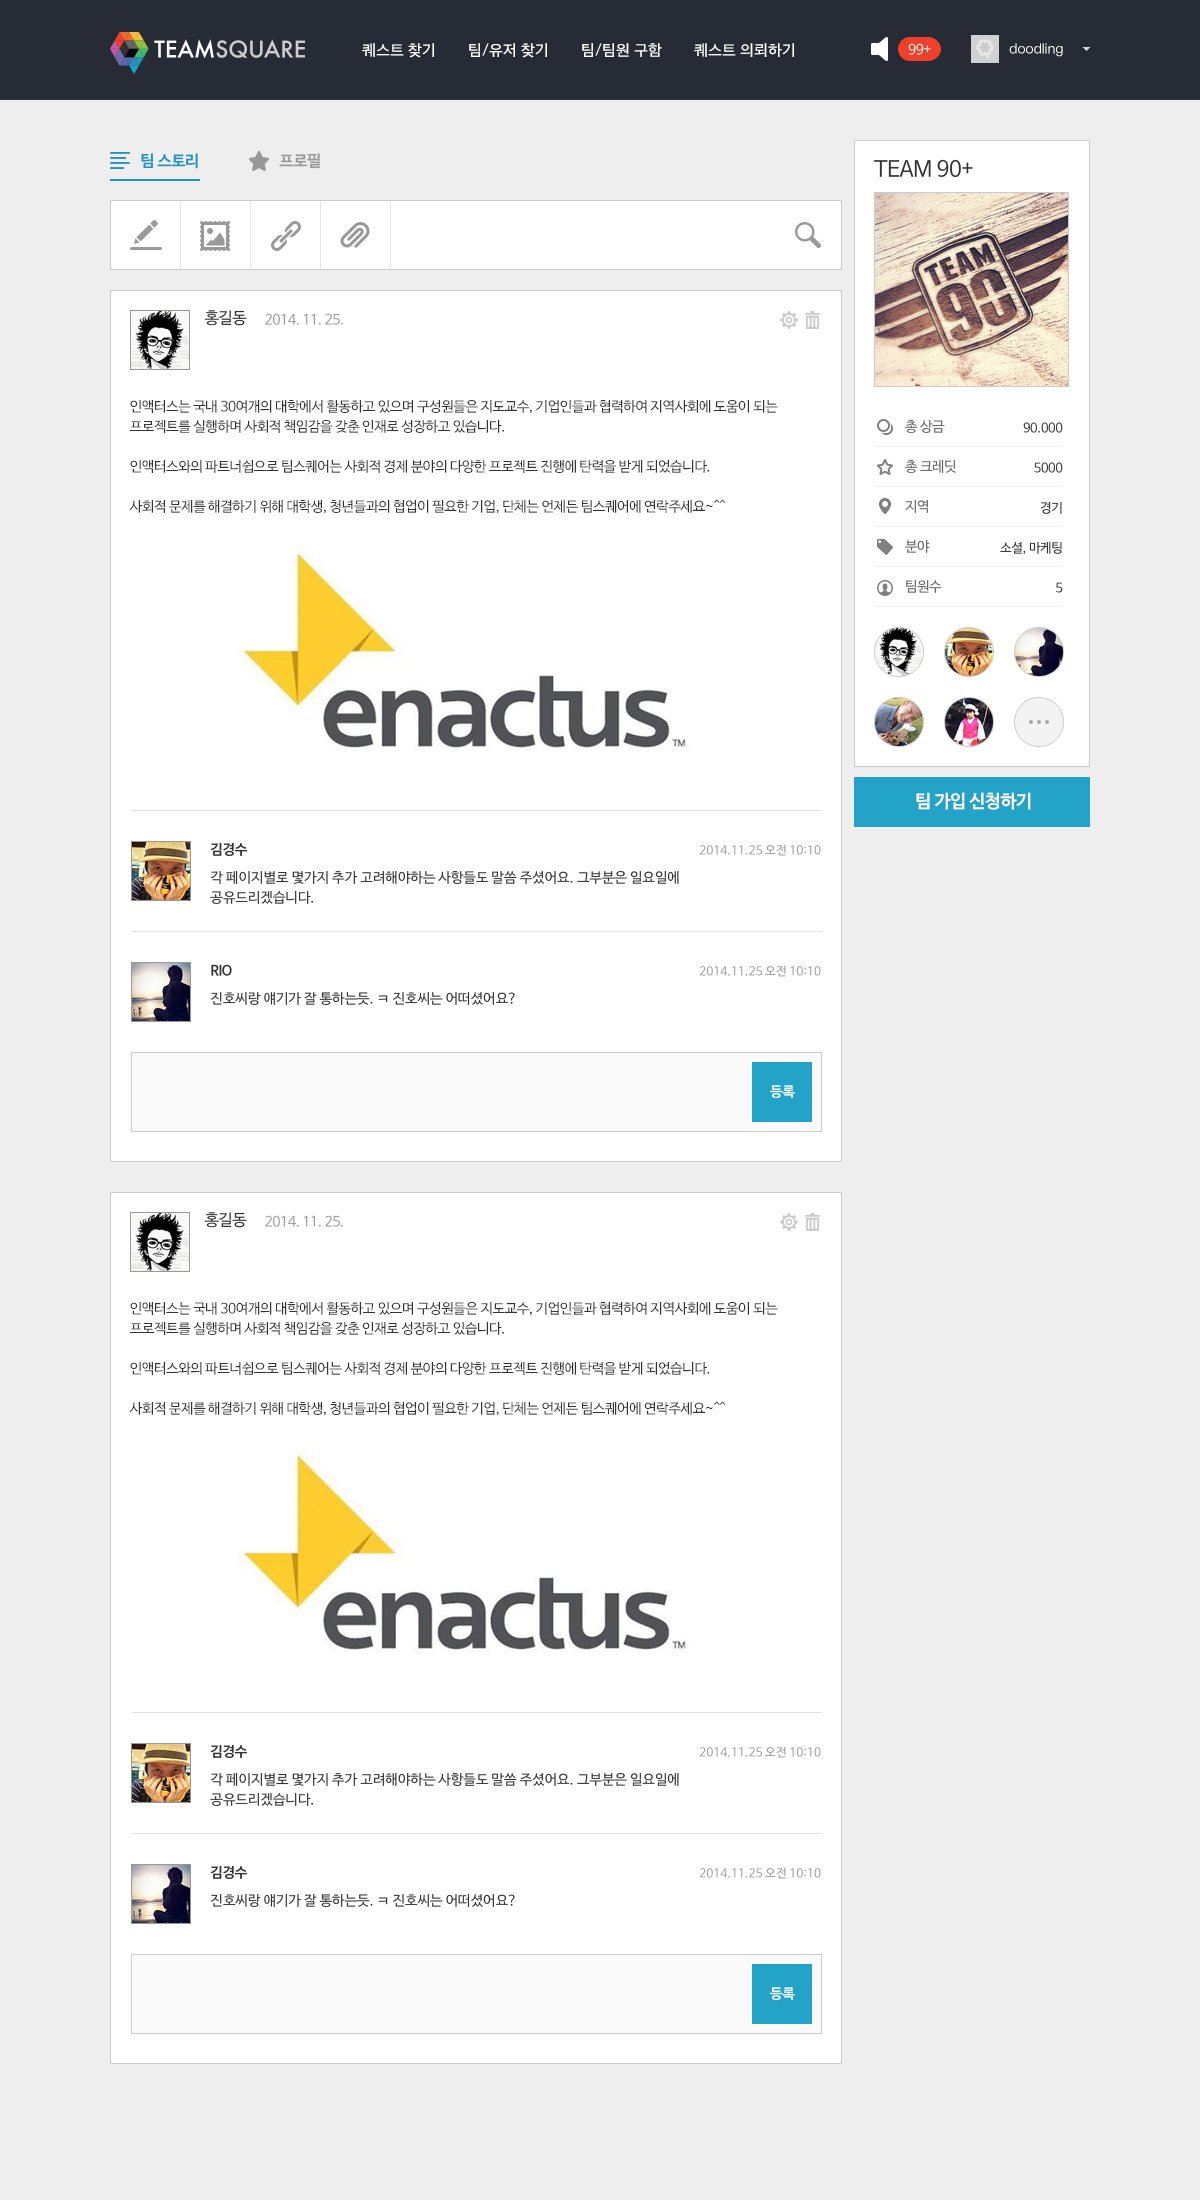 TEAMSQUARE
퀘스트 찾기
팀/유저 찾기
팀/팀원 구함
퀘스트 의뢰하기
99+
doodling
팀 스토리
프로필
홍길동 2014. 11. 25.
인액터스는 국내 30여개의 대학에서 활동하고 있으며 구성원들은 지도교수, 기업인들과 협력하여 지역사회에 도움이 되는
프로젝트를 실행하며 사회적 책임감을 갖춘 인재로 성장하고 있습니다.
인액터스와의 파트너쉽으로 팀스퀘어는 사회적 경제 분야의 다양한 프로젝트 진행에 탄력을 받게 되었습니다.
사회적 문제를 해결하기 위해 대학생, 청년들과의 협업이 필요한 기업, 단체는 언제든 팀스퀘어에 연락주세요~^^
enactus TM
김경수 2014.11.25 오전 10:10
각 페이지별로 몇가지 추가 고려해야하는 사항들도 말씀 주셨어요. 그부분은 일요일에
공유드리겠습니다.
RIO 2014.11.25 오전 10:10
진호씨랑 얘기가 잘 통하는듯. ㅋ 진호씨는 어떠셨어요?
등록
홍길동 2014. 11. 25.
인액터스는 국내 30여개의 대학에서 활동하고 있으며 구성원들은 지도교수, 기업인들과 협력하여 지역사회에 도움이 되는
프로젝트를 실행하며 사회적 책임감을 갖춘 인재로 성장하고 있습니다.
인액터스와의 파트너쉽으로 팀스퀘어는 사회적 경제 분야의 다양한 프로젝트 진행에 탄력을 받게 되었습니다.
사회적 문제를 해결하기 위해 대학생, 청년들과의 협업이 필요한 기업, 단체는 언제든 팀스퀘어에 연락주세요~^^
enactus TM
김경수 2014.11.25 오전 10:10
각 페이지별로 몇가지 추가 고려해야하는 사항들도 말씀 주셨어요. 그부분은 일요일에
공유드리겠습니다.
김경수 2014.11.25 오전 10:10
진호씨랑 얘기가 잘 통하는듯. ㅋ 진호씨는 어떠셨어요?
등록
TEAM 90+
TEAM
90
총 상금 90.000
총 크레딧 5000
지역 경기
분야 소셜, 마케팅
팀원수 5
팀 가입 신청하기